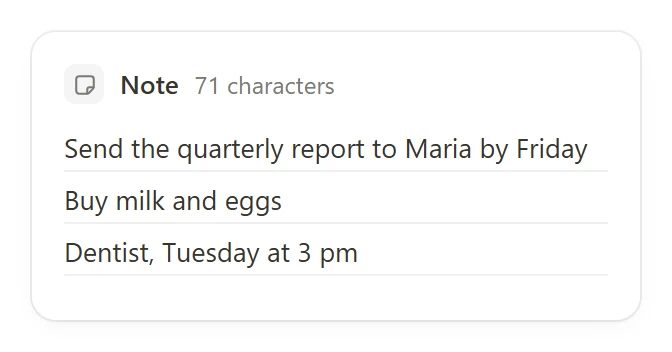 Note 71 characters
Send the quarterly report to Maria by Friday
Buy milk and eggs
Dentist, Tuesday at 3 pm